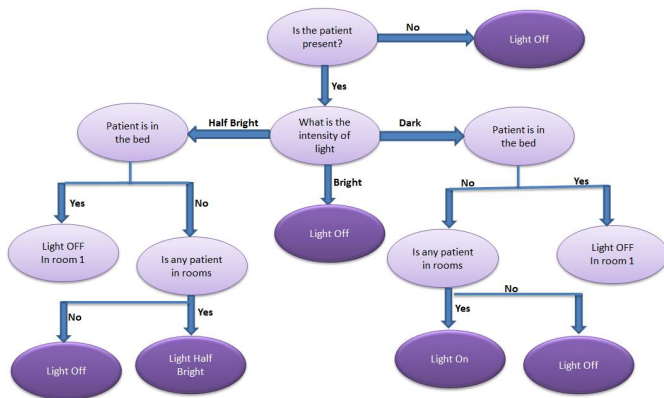 Is the patient
present?
No
Light Off
Yes
Patient is in
the bed
Half Bright
What is the
intensity of
light
Dark
Patient is in
the bed
Bright
Yes
No
Light Off
No
Yes
Light OFF
In room 1
Is any patient
in rooms
Is any patient
in rooms
Light OFF
In room 1
No
Yes
Yes
No
Light Off
Light Half
Bright
Light On
Light Off